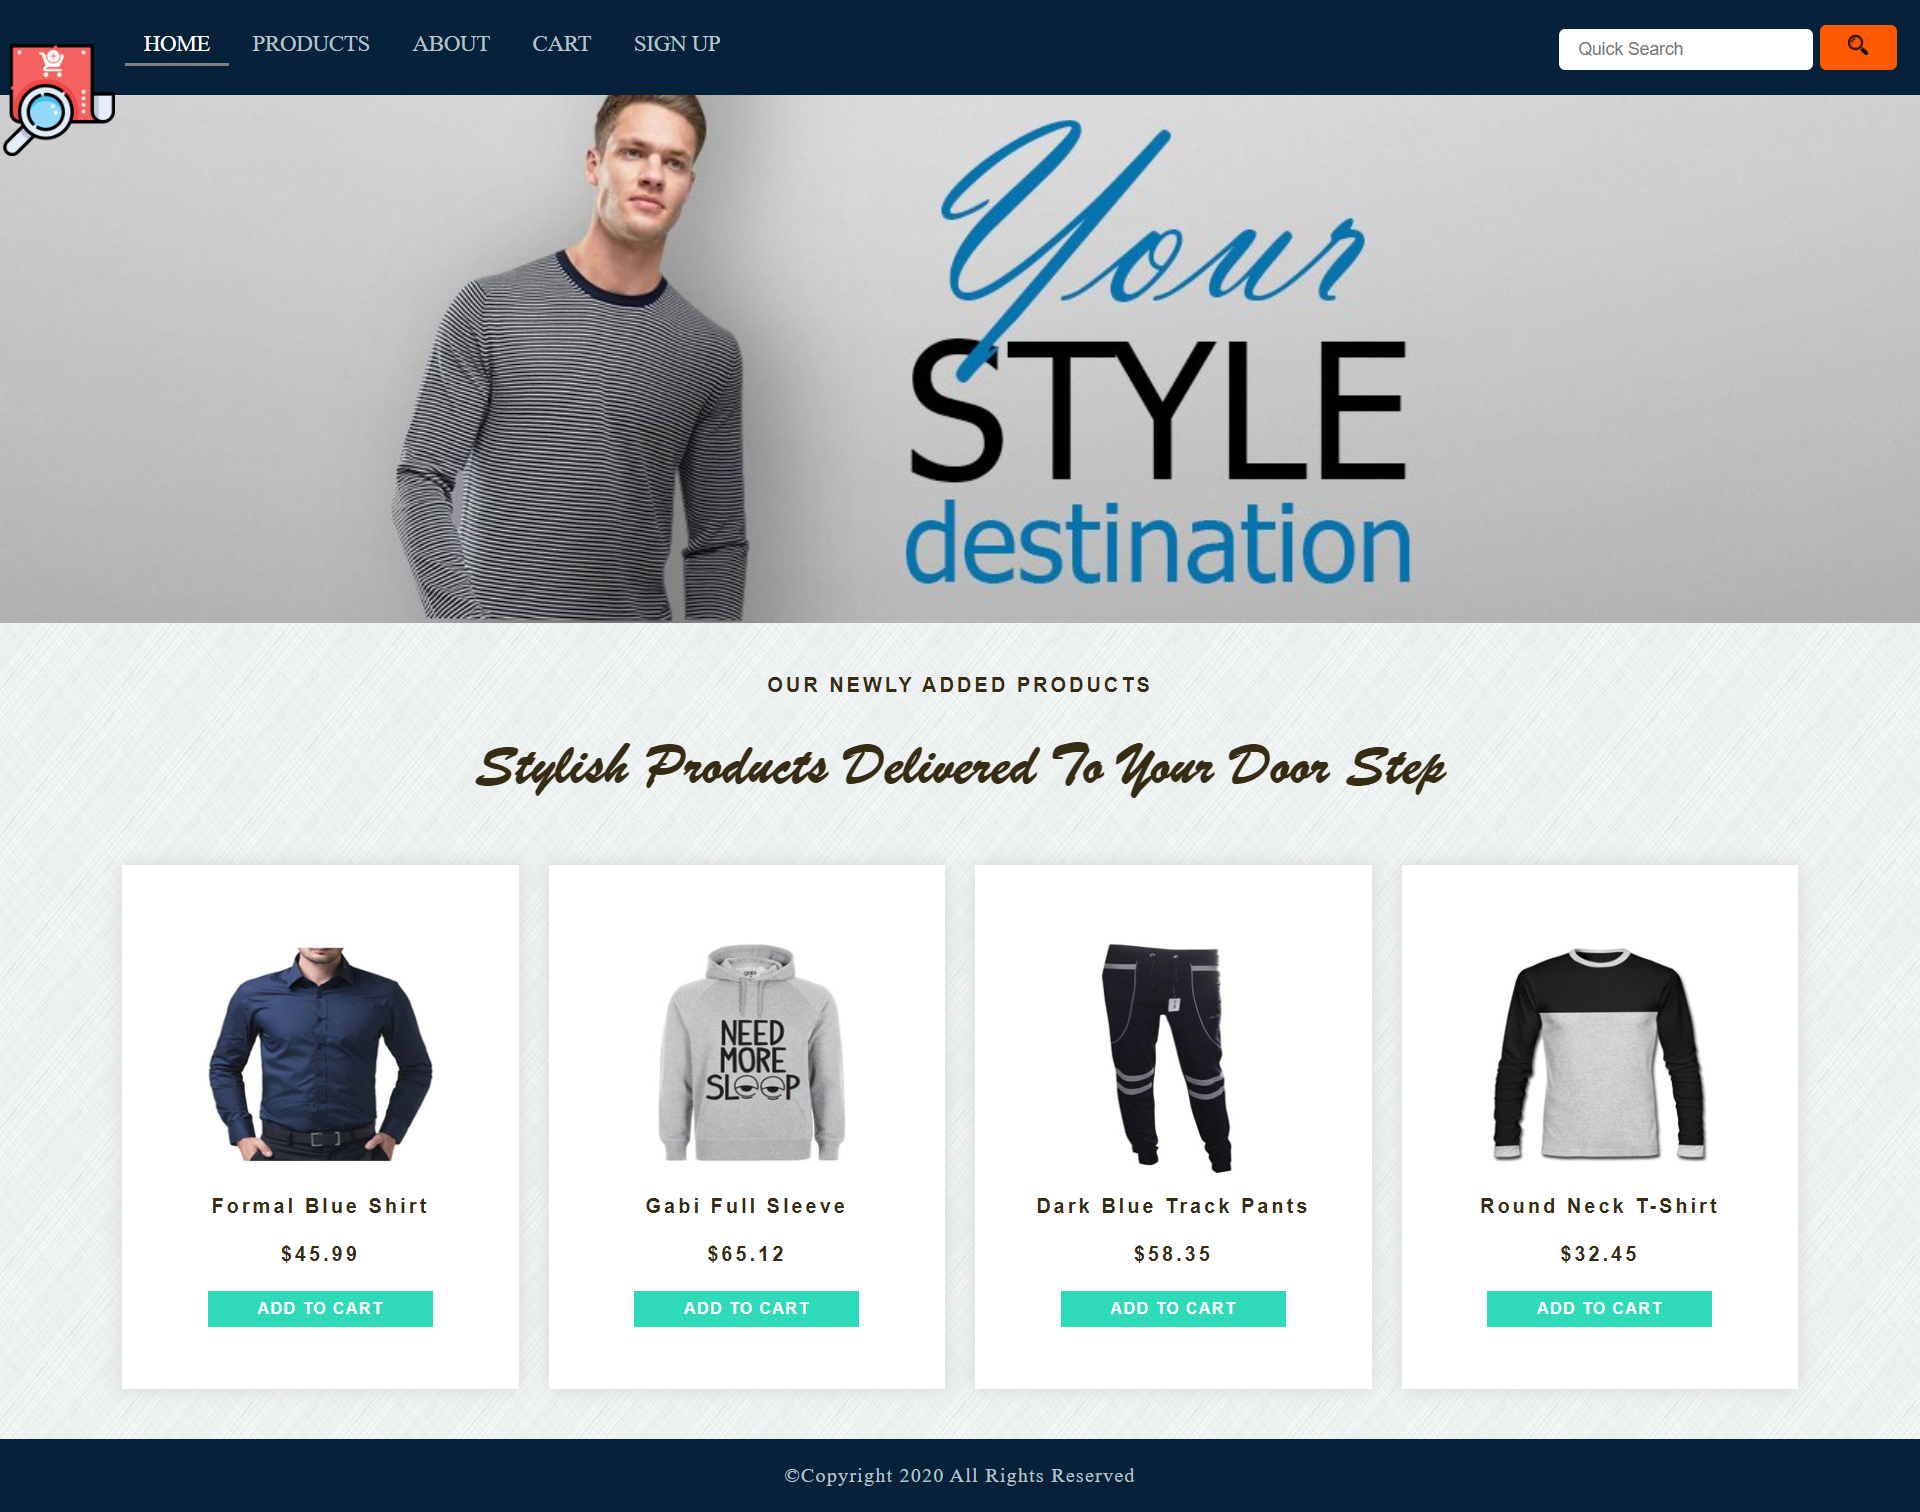 HOME PRODUCTS ABOUT CART SIGN UP
Quick Search
Your
STYLE
destination
OUR NEWLY ADDED PRODUCTS
Stylish Products Delivered To Your Door Step
gabi
NEED
MORE
SLEEP
Formal Blue Shirt
$45.99
ADD TO CART
Gabi Full Sleeve
$65.12
ADD TO CART
Dark Blue Track Pants
$58.35
ADD TO CART
Round Neck T-Shirt
$32.45
ADD TO CART
©Copyright 2020 All Rights Reserved